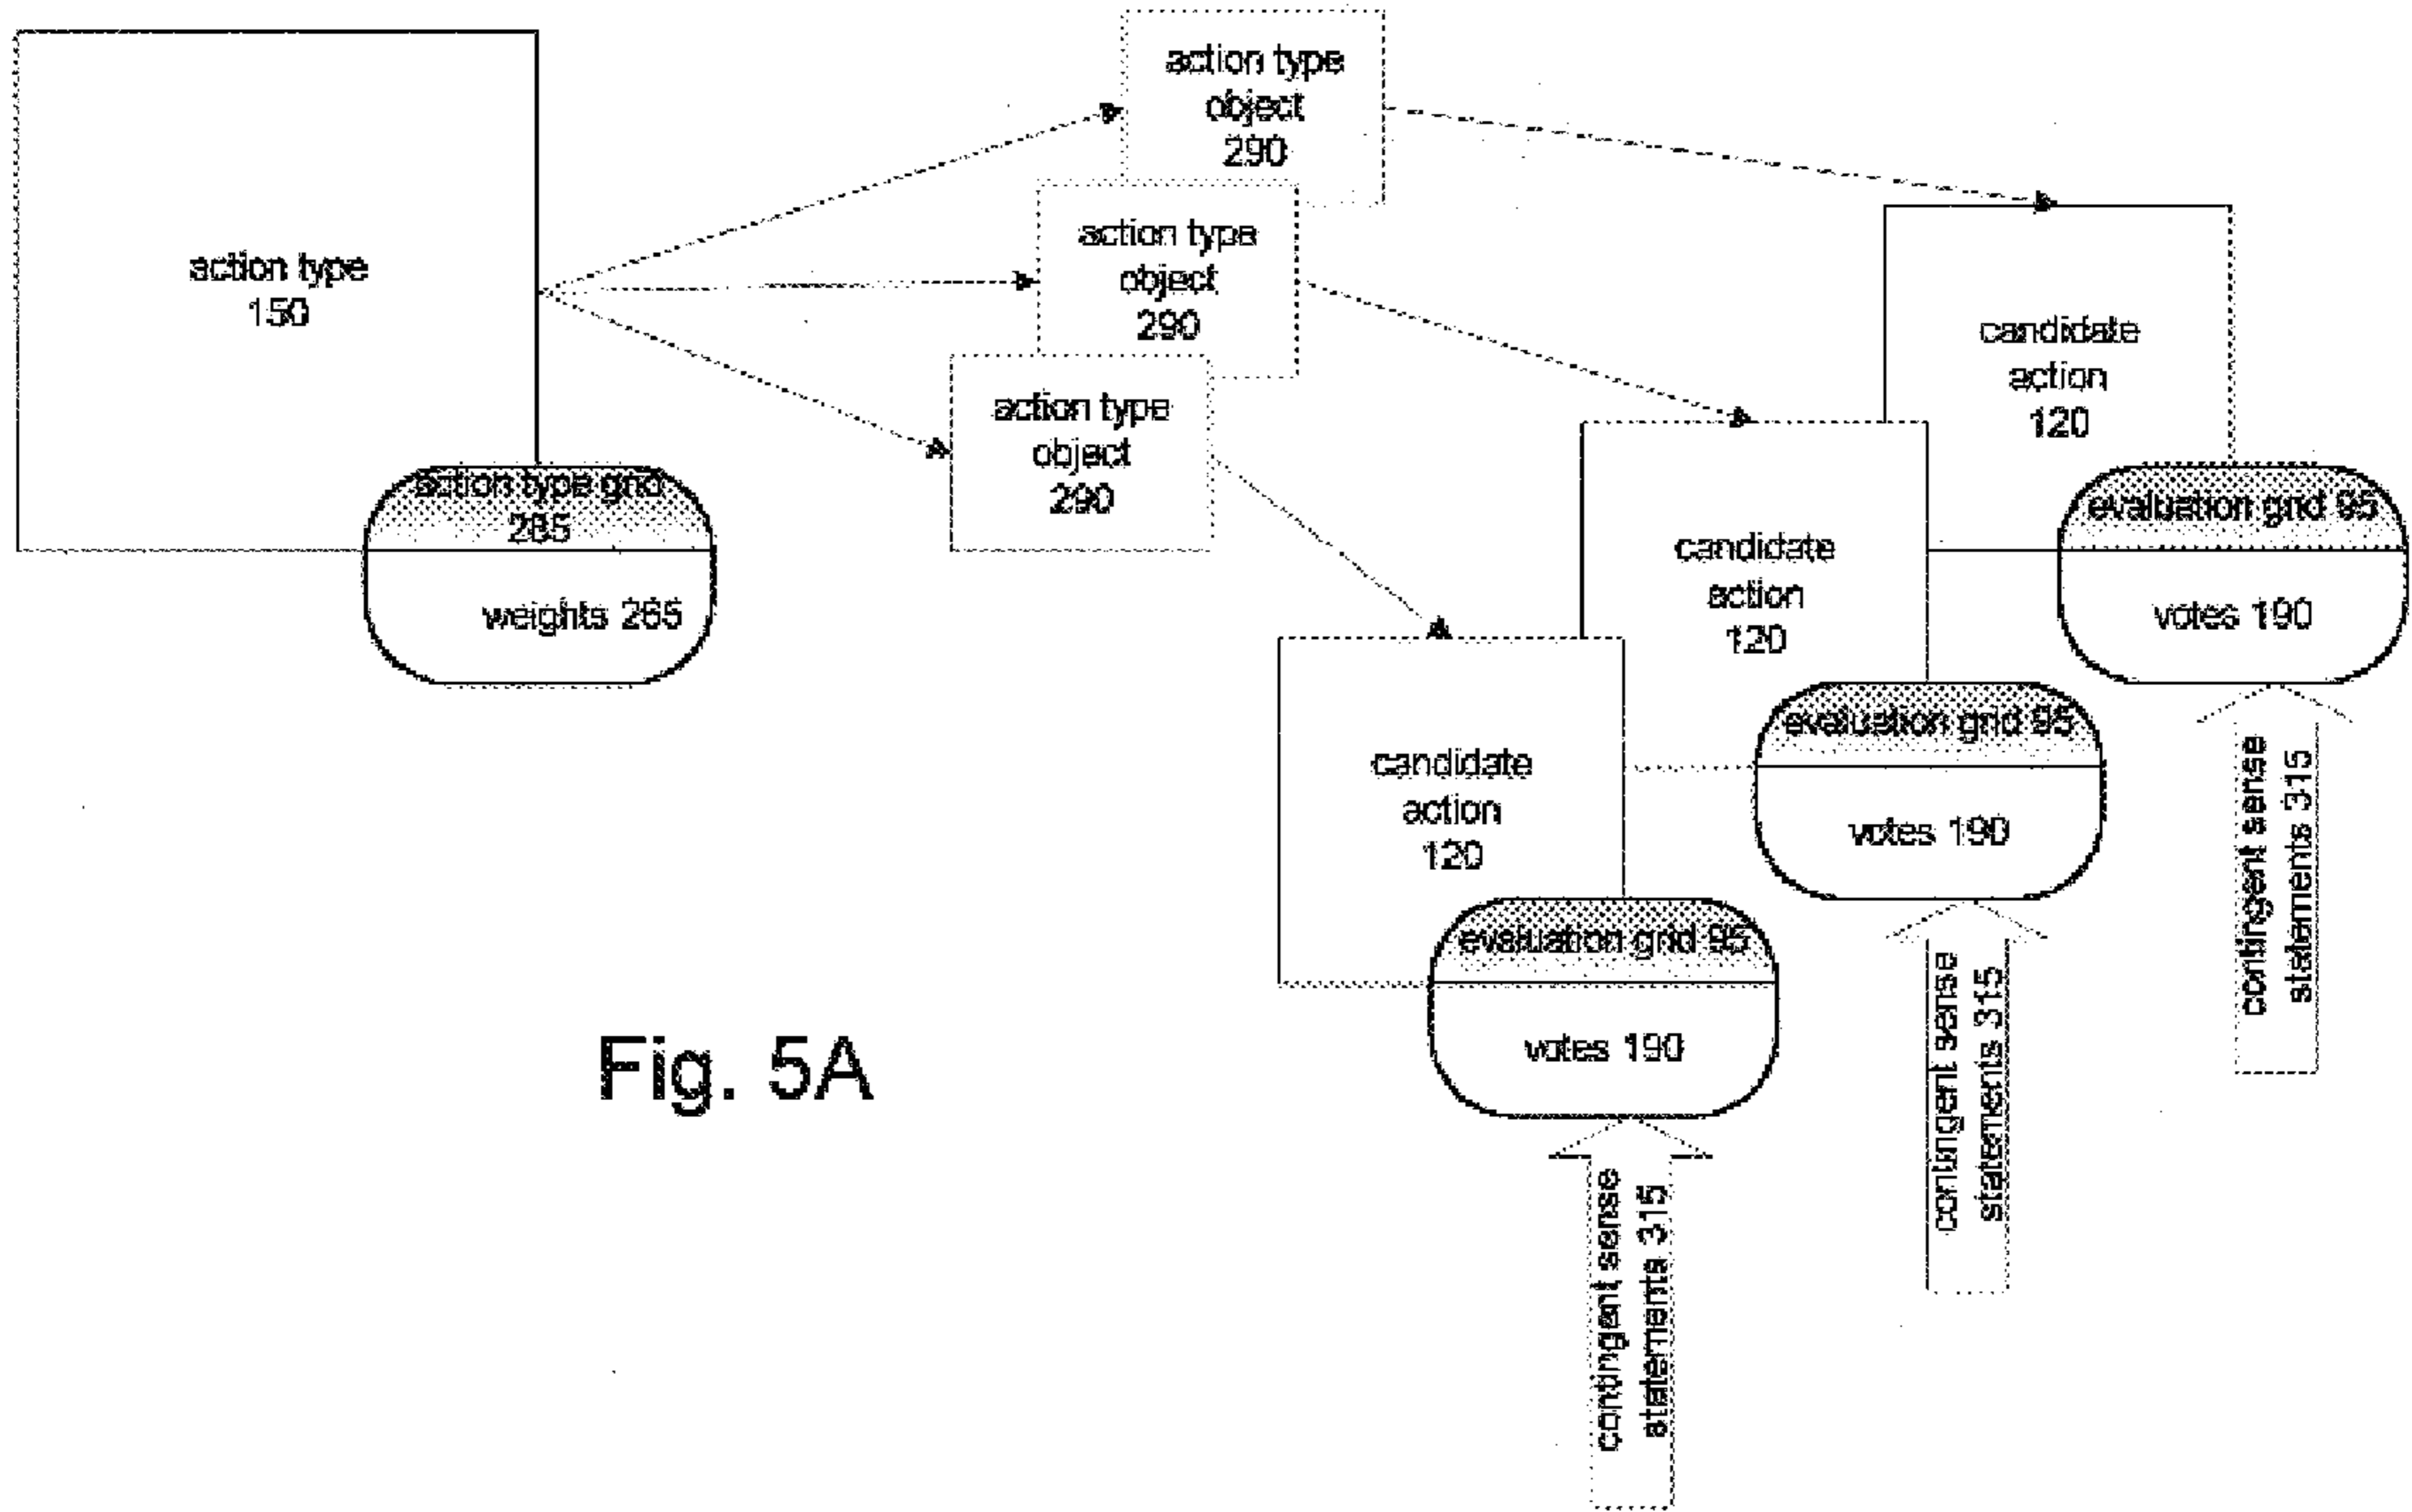 action type
object
290
action type
object
290
action type
object
290
action type
150
action type grid
285
weights 265
candidate
action
120
evaluation grid 95
votes 190
candidate
action
120
evaluation grid 95
votes 190
candidate
action
120
evaluation grid 95
votes 190
contingent sense
statements 315
contingent sense
statements 315
contingent sense
statements 315
Fig. 5A